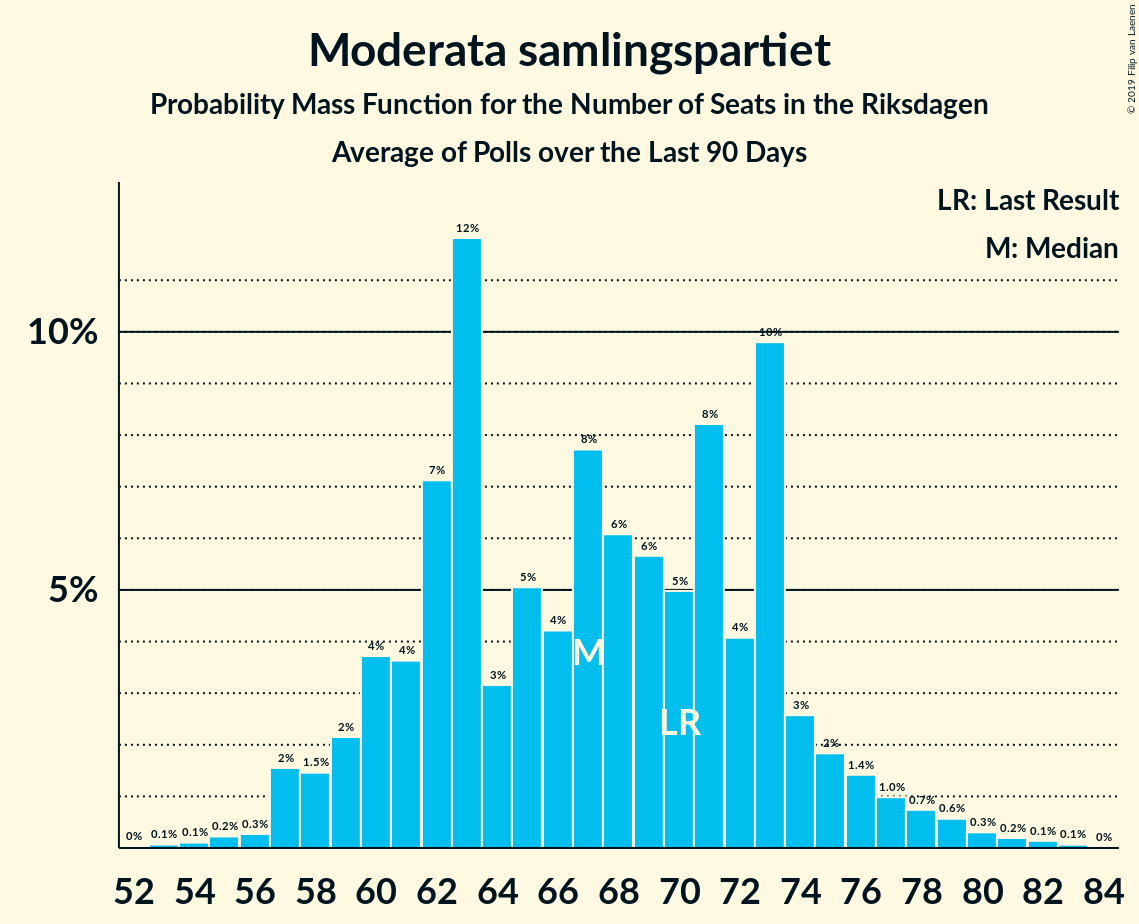 Moderata samlingspartiet
Probability Mass Function for the Number of Seats in the Riksdagen
Average of Polls over the Last 90 Days
© 2019 Filip van Laenen
LR: Last Result
M: Median
10%
5%
0% 0.1% 0.1% 0.2% 0.3% 2% 1.5% 2% 4% 4% 7% 12% 3% 5% 4% 8% 6% 6% 5% 8% 4% 10% 3% 2% 1.4% 1.0% 0.7% 0.6% 0.3% 0.2% 0.1% 0.1% 0%
M
LR
52 54 56 58 60 62 64 66 68 70 72 74 76 78 80 82 84